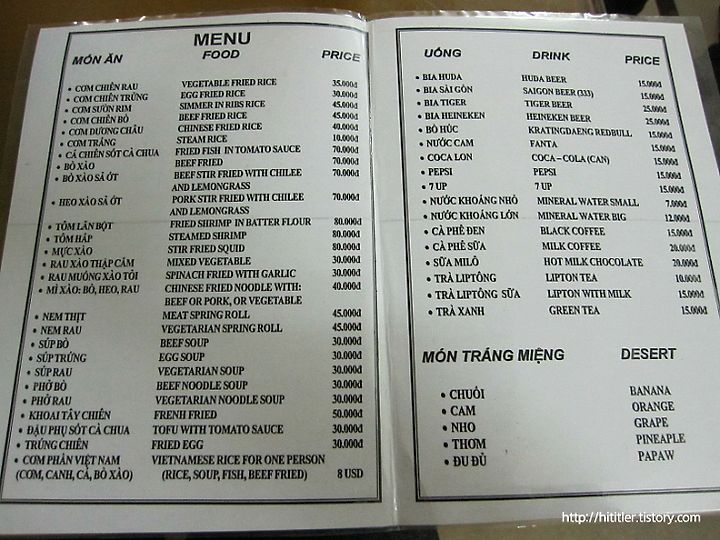 MENU
MÓN ĂN FOOD PRICE
• CƠM CHIÊN RAU VEGETABLE FRIED RICE 35.000đ
• CƠM CHIÊN TRỨNG EGG FRIED RICE 30.000đ
• CƠM SƯỜN RIM SIMMER IN RIBS RICE 45.000đ
• CƠM CHIÊN BÒ BEEF FRIED RICE 45.000đ
• CƠM DƯƠNG CHÂU CHINESE FRIED RICE 40.000đ
• CƠM TRẮNG STEAM RICE 10.000đ
• CÁ CHIÊN SỐT CÀ CHUA FRIED FISH IN TOMATO SAUCE 70.000đ
• BÒ XÀO BEEF FRIED 70.000đ
• BÒ XÀO SẢ ỚT BEEF STIR FRIED WITH CHILEE 70.000đ
AND LEMONGRASS
• HEO XÀO SẢ ỚT PORK STIR FRIED WITH CHILEE 70.000đ
AND LEMONGRASS
• TÔM LĂN BỘT FRIED SHRIMP IN BATTER FLOUR 80.000đ
• TÔM HẤP STEAMED SHRIMP 80.000đ
• MỰC XÀO STIR FRIED SQUID 80.000đ
• RAU XÀO THẬP CẨM MIXED VEGETABLE 30.000đ
• RAU MUỐNG XÀO TỎI SPINACH FRIED WITH GARLIC 30.000đ
• MÌ XÀO: BÒ, HEO, RAU CHINESE FRIED NOODLE WITH: 40.000đ
BEEF OR PORK, OR VEGETABLE
• NEM THỊT MEAT SPRING ROLL 45.000đ
• NEM RAU VEGETARIAN SPRING ROLL 45.000đ
• SÚP BÒ BEEF SOUP 30.000đ
• SÚP TRỨNG EGG SOUP 30.000đ
• SÚP RAU VEGETARIAN SOUP 30.000đ
• PHỞ BÒ BEEF NOODLE SOUP 30.000đ
• PHỞ RAU VEGETARIAN NOODLE SOUP 30.000đ
• KHOAI TÂY CHIÊN FRENH FRIED 50.000đ
• ĐẬU PHỤ SỐT CÀ CHUA TOFU WITH TOMATO SAUCE 30.000đ
• TRỨNG CHIÊN FRIED EGG 30.000đ
• CƠM PHẦN VIỆT NAM VIETNAMESE RICE FOR ONE PERSON
(CƠM, CANH, CÁ, BÒ XÀO) (RICE, SOUP, FISH, BEEF FRIED) 8 USD
UỐNG DRINK PRICE
• BIA HUDA HUDA BEER 15.000đ
• BIA SÀI GÒN SAIGON BEER (333) 15.000đ
• BIA TIGER TIGER BEER 25.000đ
• BIA HEINEKEN HEINEKEN BEER 25.000đ
• BÒ HÚC KRATINGDAENG REDBULL 15.000đ
• NƯỚC CAM FANTA 15.000đ
• COCA LON COCA – COLA (CAN) 15.000đ
• PEPSI PEPSI 15.000đ
• 7 UP 7 UP 15.000đ
• NƯỚC KHOÁNG NHỎ MINERAL WATER SMALL 7.000đ
• NƯỚC KHOÁNG LỚN MINERAL WATER BIG 12.000đ
• CÀ PHÊ ĐEN BLACK COFFEE 15.000đ
• CÀ PHÊ SỮA MILK COFFEE 20.000đ
• SỮA MILÔ HOT MILK CHOCOLATE 20.000đ
• TRÀ LIPTÔNG LIPTON TEA 10.000đ
• TRÀ LIPTÔNG SỮA LIPTON WITH MILK 15.000đ
• TRÀ XANH GREEN TEA 15.000đ
MÓN TRÁNG MIỆNG DESERT
• CHUỐI BANANA
• CAM ORANGE
• NHO GRAPE
• THƠM PINEAPPLE
• ĐU ĐỦ PAPAW
http://hititler.tistory.com